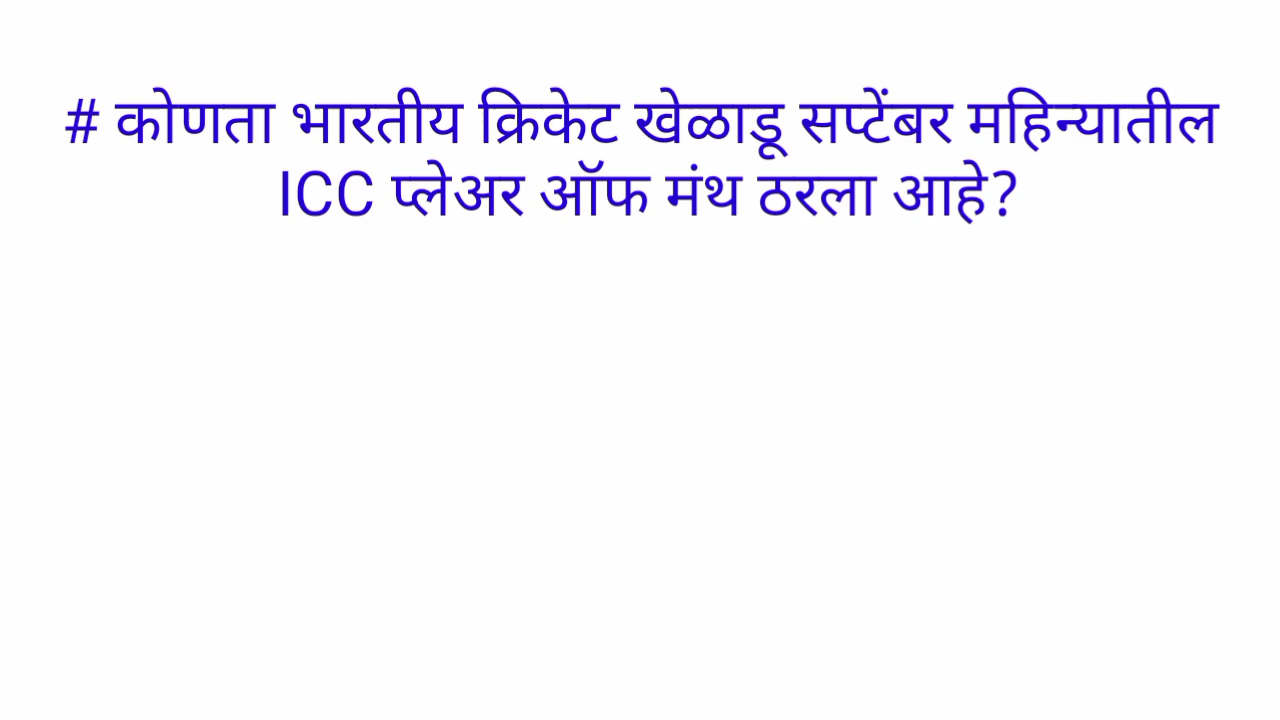 # कोणता भारतीय क्रिकेट खेळाडू सप्टेंबर महिन्यातील
ICC प्लेअर ऑफ मंथ ठरला आहे?